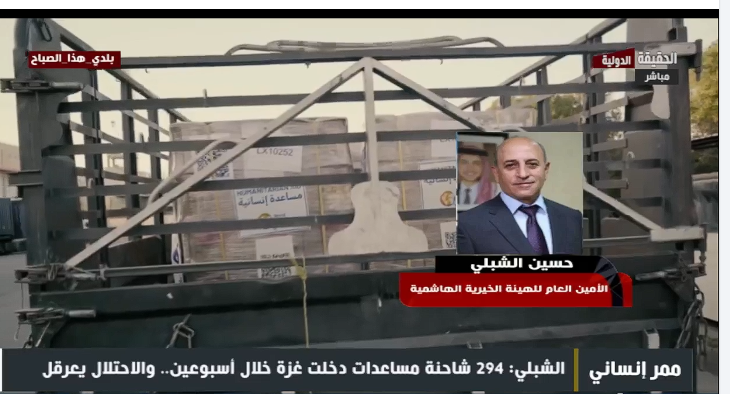 بلدي_هذا_الصباح
الحقيقة الدولية
مباشر
LX10252
مساعدة إنسانية
حسين الشبلي
الأمين العام للهيئة الخيرية الهاشمية
ممر إنساني
الشبلي: 294 شاحنة مساعدات دخلت غزة خلال أسبوعين.. والاحتلال يعرقل